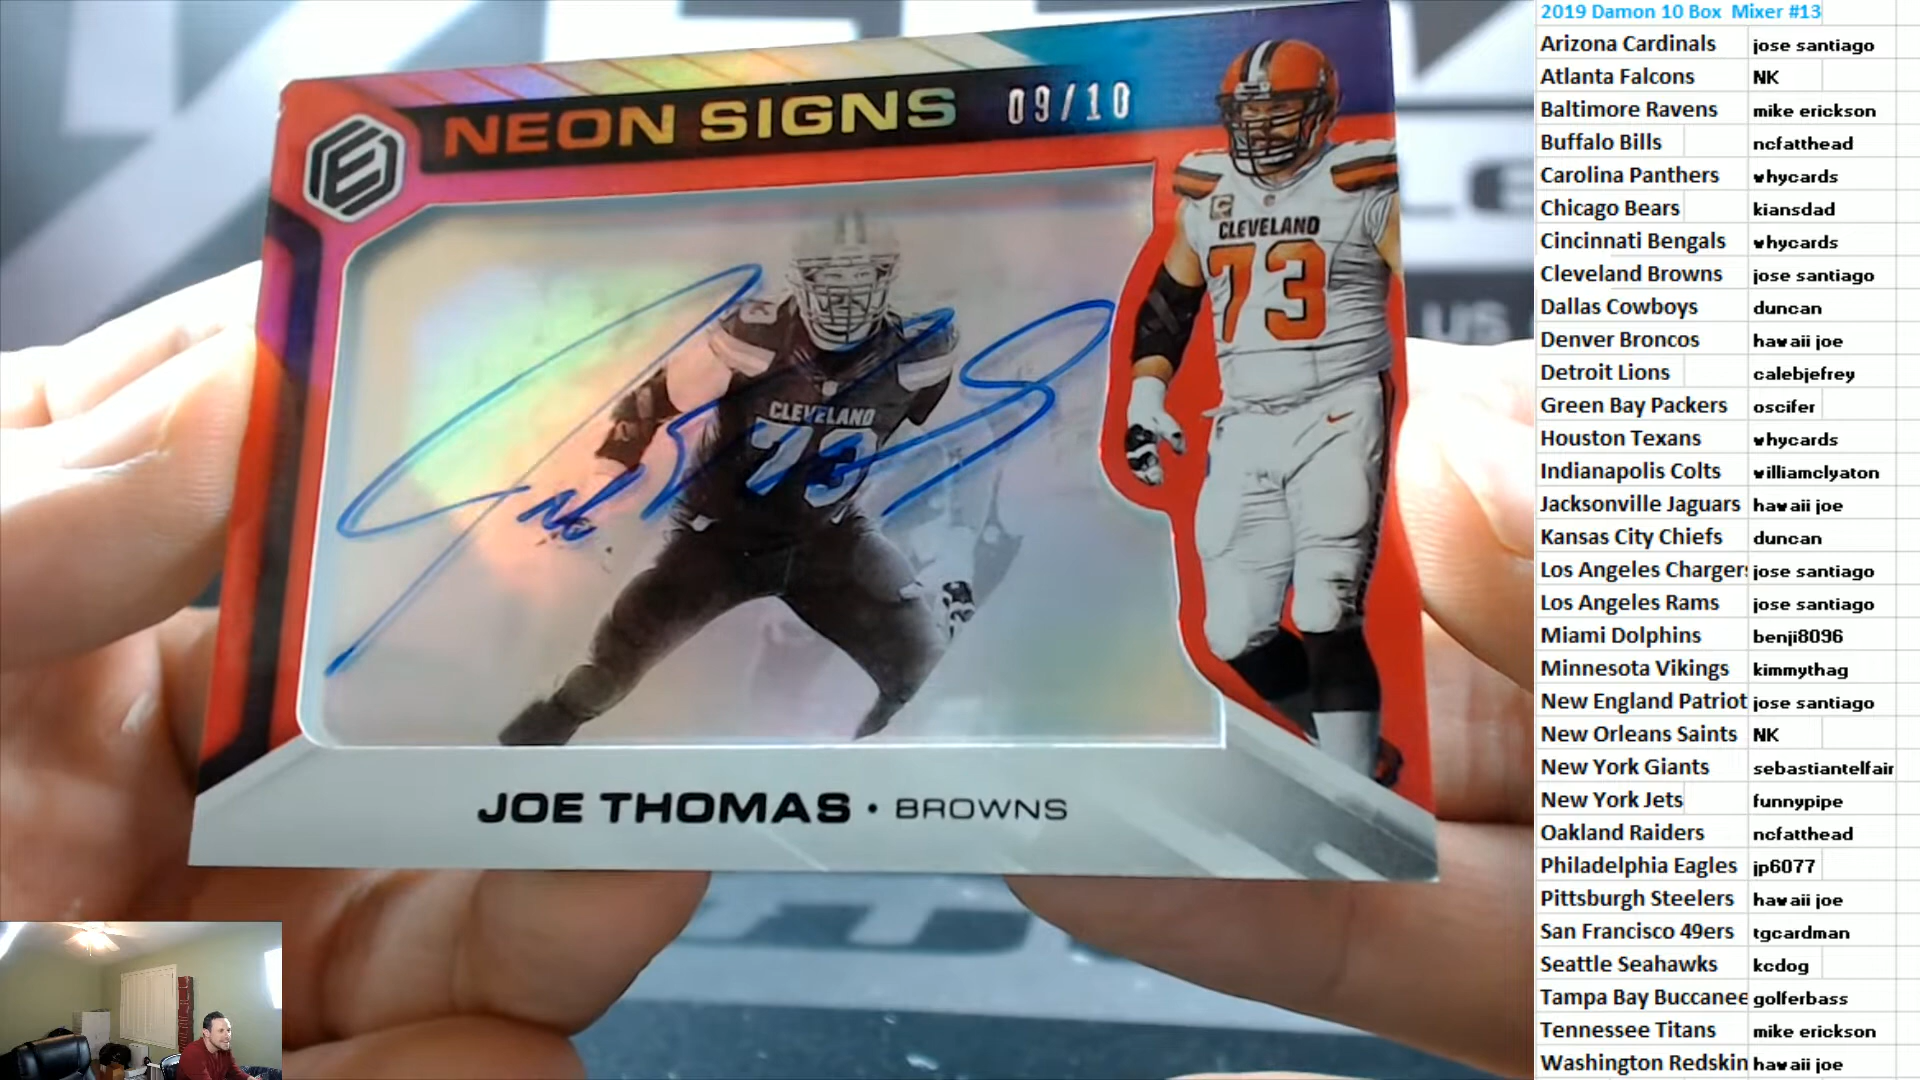 NEON SIGNS 09/10
CLEVELAND
73
CLEVELAND
73
JOE THOMAS • BROWNS
US
2019 Damon 10 Box Mixer #13
Arizona Cardinals jose santiago
Atlanta Falcons NK
Baltimore Ravens mike erickson
Buffalo Bills ncfatthead
Carolina Panthers whycards
Chicago Bears kiansdad
Cincinnati Bengals whycards
Cleveland Browns jose santiago
Dallas Cowboys duncan
Denver Broncos hawaii joe
Detroit Lions calebjefrey
Green Bay Packers oscifer
Houston Texans whycards
Indianapolis Colts williamclyaton
Jacksonville Jaguars hawaii joe
Kansas City Chiefs duncan
Los Angeles Chargers jose santiago
Los Angeles Rams jose santiago
Miami Dolphins benji8096
Minnesota Vikings kimmythag
New England Patriot jose santiago
New Orleans Saints NK
New York Giants sebastiantelfair
New York Jets funnypipe
Oakland Raiders ncfatthead
Philadelphia Eagles jp6077
Pittsburgh Steelers hawaii joe
San Francisco 49ers tgcardman
Seattle Seahawks kcdog
Tampa Bay Buccanee golferbass
Tennessee Titans mike erickson
Washington Redskin hawaii joe